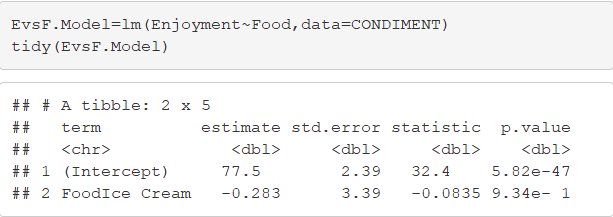 EvsF.Model=lm(Enjoyment~Food,data=CONDIMENT)
tidy(EvsF.Model)
## # A tibble: 2 x 5
##   term          estimate std.error statistic  p.value
##   <chr>            <dbl>     <dbl>     <dbl>    <dbl>
## 1 (Intercept)     77.5        2.39   32.4    5.82e-47
## 2 FoodIce Cream   -0.283      3.39   -0.0835 9.34e- 1